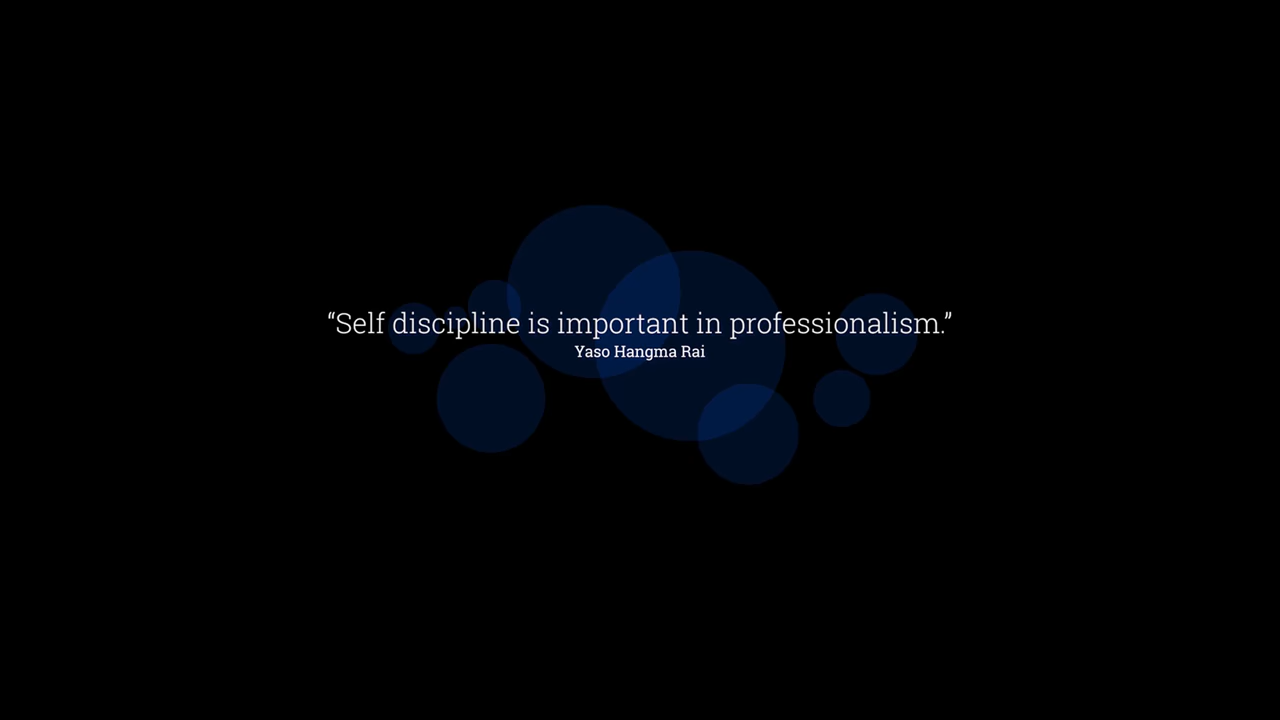 “Self discipline is important in professionalism.”
Yaso Hangma Rai